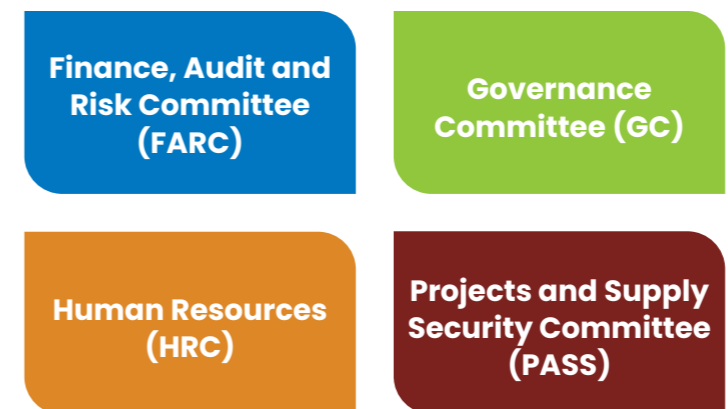 Finance, Audit and
Risk Committee
(FARC)
Governance
Committee (GC)
Human Resources
(HRC)
Projects and Supply
Security Committee
(PASS)